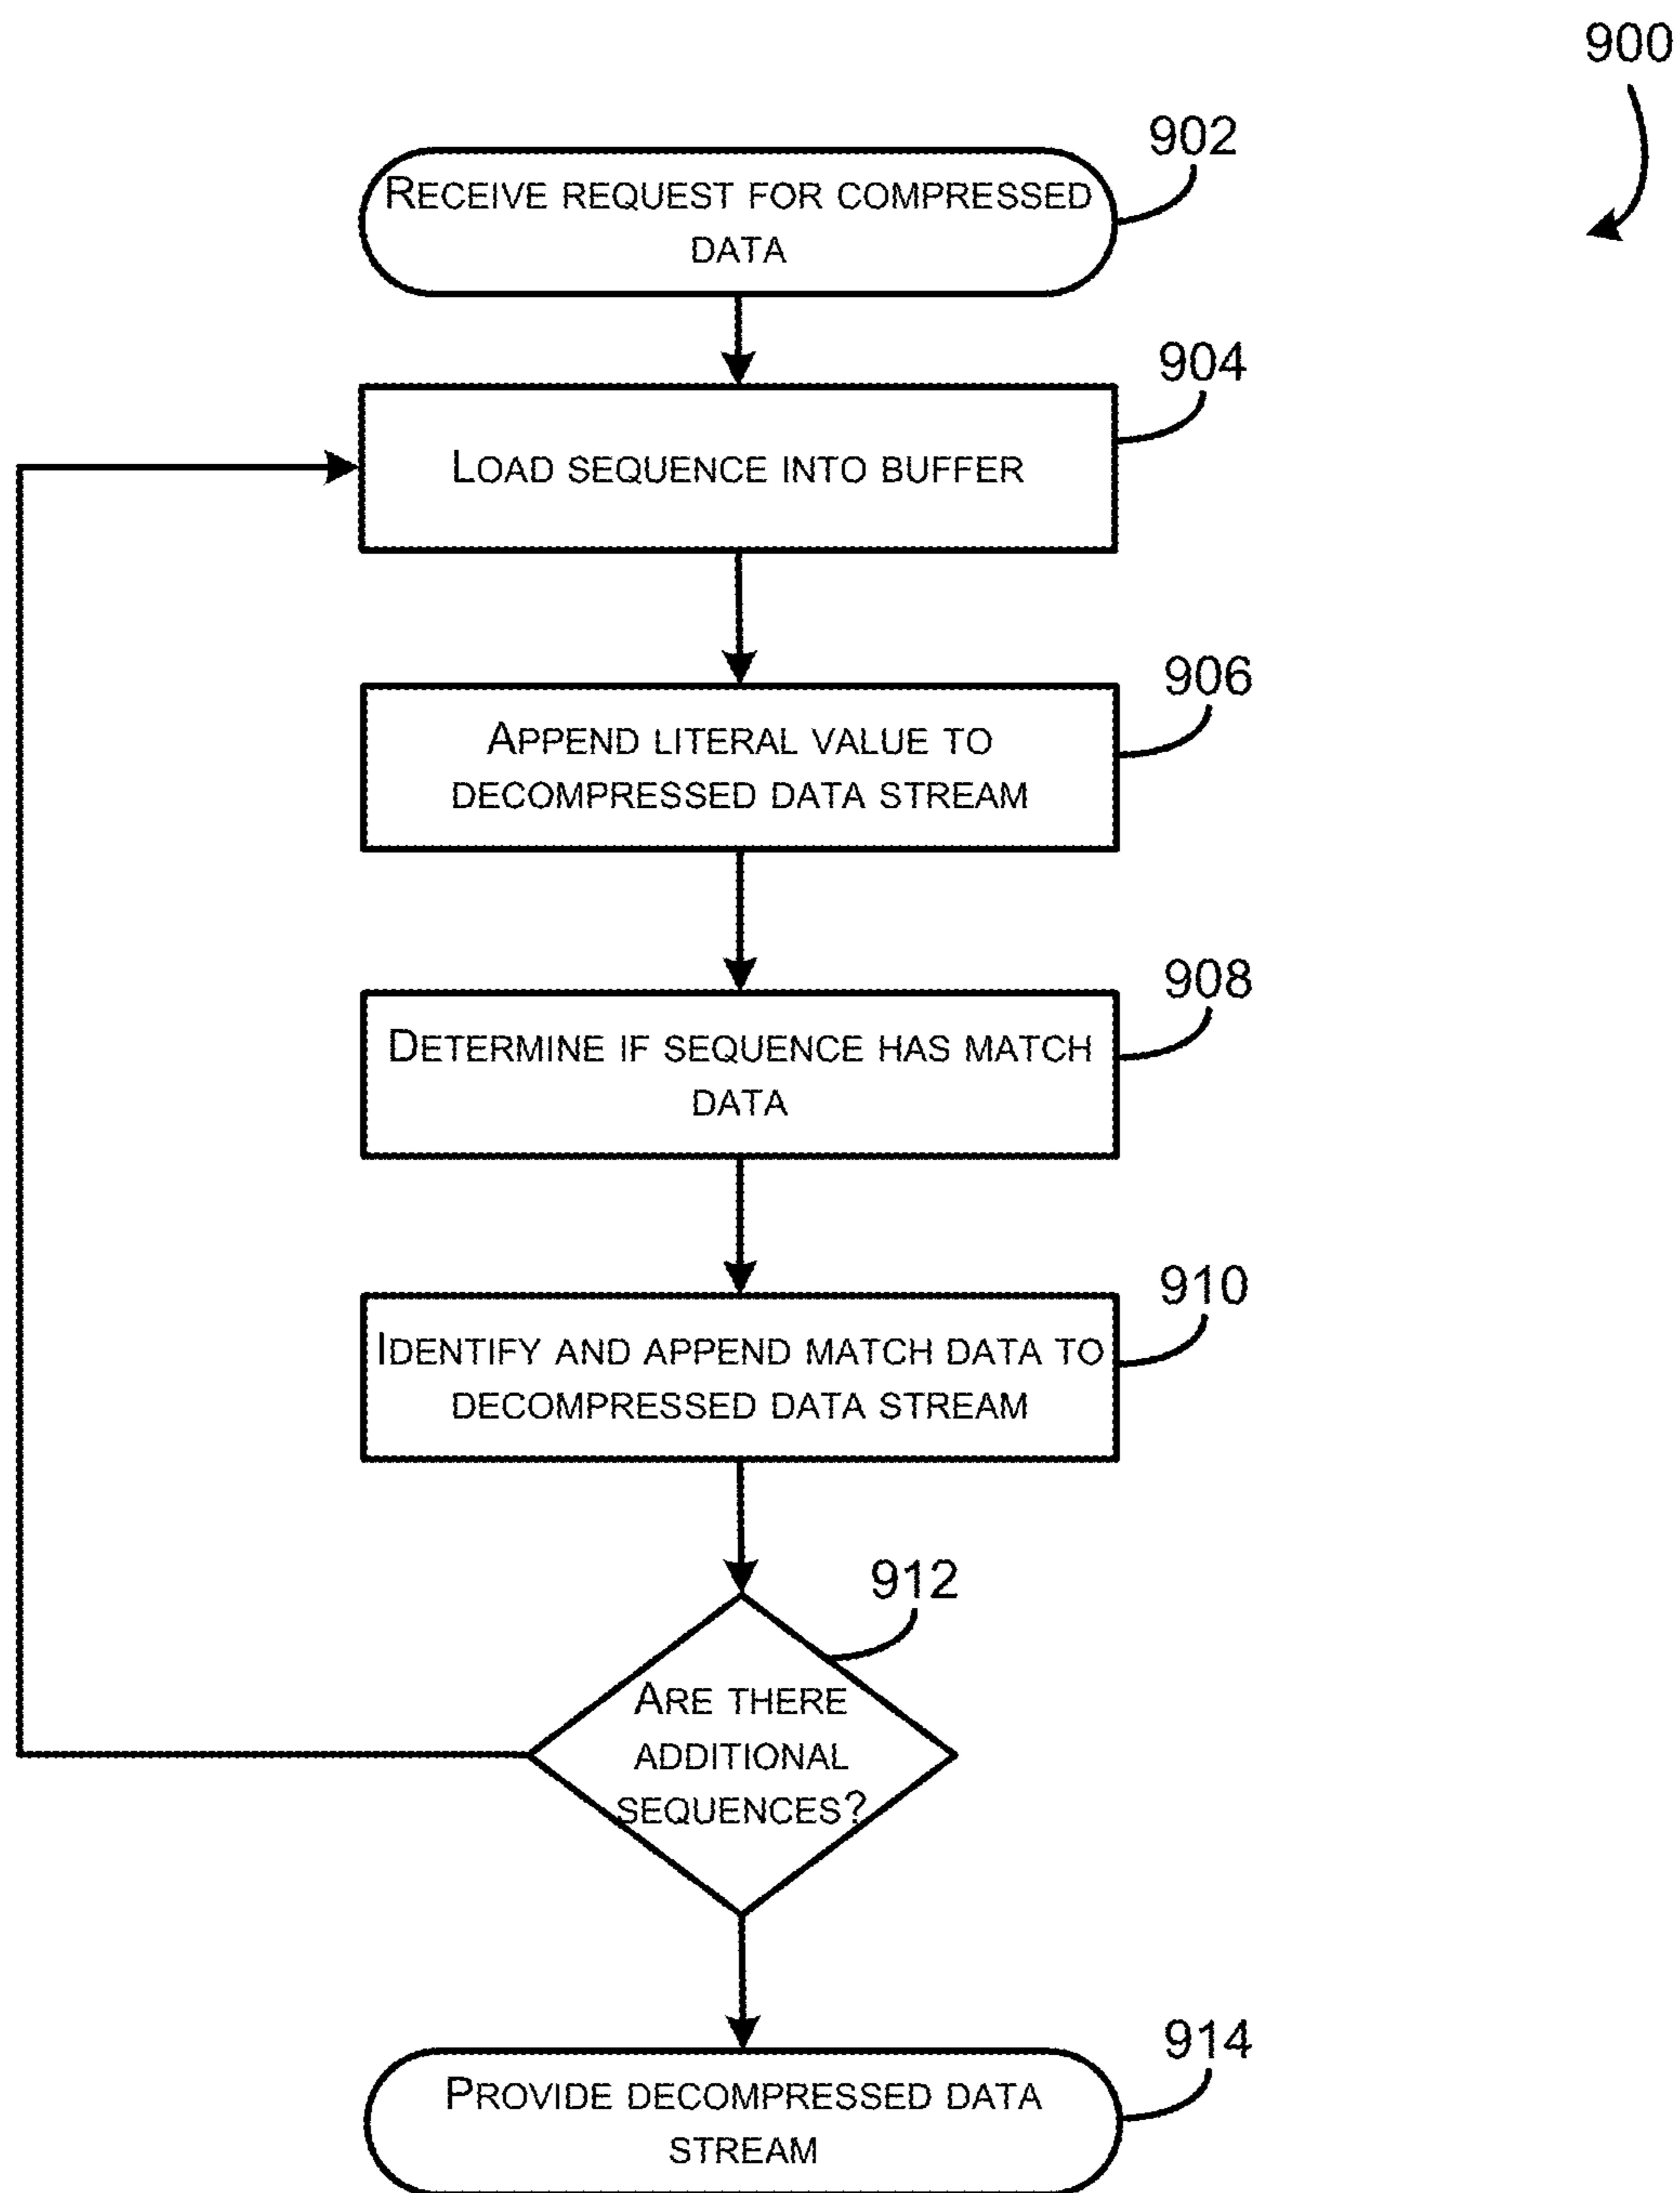 900
902
RECEIVE REQUEST FOR COMPRESSED
DATA
904
LOAD SEQUENCE INTO BUFFER
906
APPEND LITERAL VALUE TO
DECOMPRESSED DATA STREAM
908
DETERMINE IF SEQUENCE HAS MATCH
DATA
910
IDENTIFY AND APPEND MATCH DATA TO
DECOMPRESSED DATA STREAM
912
ARE THERE
ADDITIONAL
SEQUENCES?
914
PROVIDE DECOMPRESSED DATA
STREAM